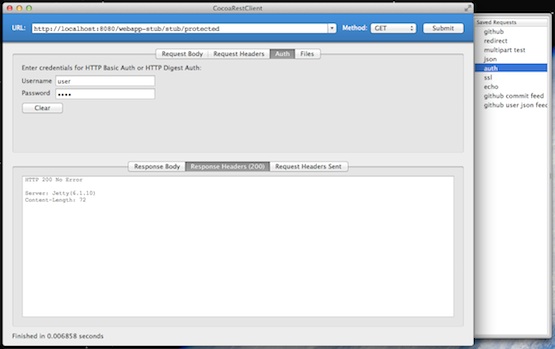 CocoaRestClient
URL: http://localhost:8080/webapp-stub/stub/protected Method: GET Submit
Request Body Request Headers Auth Files
Enter credentials for HTTP Basic Auth or HTTP Digest Auth:
Username user
Password ••••
Clear
Response Body Response Headers (200) Request Headers Sent
HTTP 200 No Error
Server: Jetty(6.1.10)
Content-Length: 72
Finished in 0.006858 seconds
Saved Requests
github
redirect
multipart test
json
auth
ssl
echo
github commit feed
github user json feed